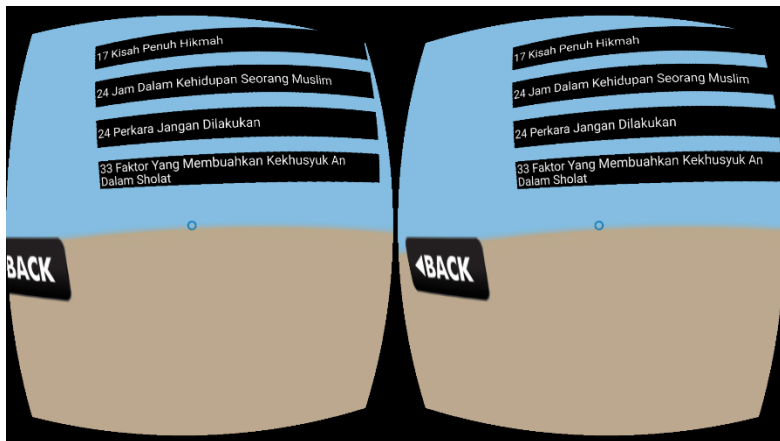 17 Kisah Penuh Hikmah
24 Jam Dalam Kehidupan Seorang Muslim
24 Perkara Jangan Dilakukan
33 Faktor Yang Membuahkan Kekhusyuk An
Dalam Sholat
BACK
17 Kisah Penuh Hikmah
24 Jam Dalam Kehidupan Seorang Muslim
24 Perkara Jangan Dilakukan
33 Faktor Yang Membuahkan Kekhusyuk An
Dalam Sholat
◀BACK